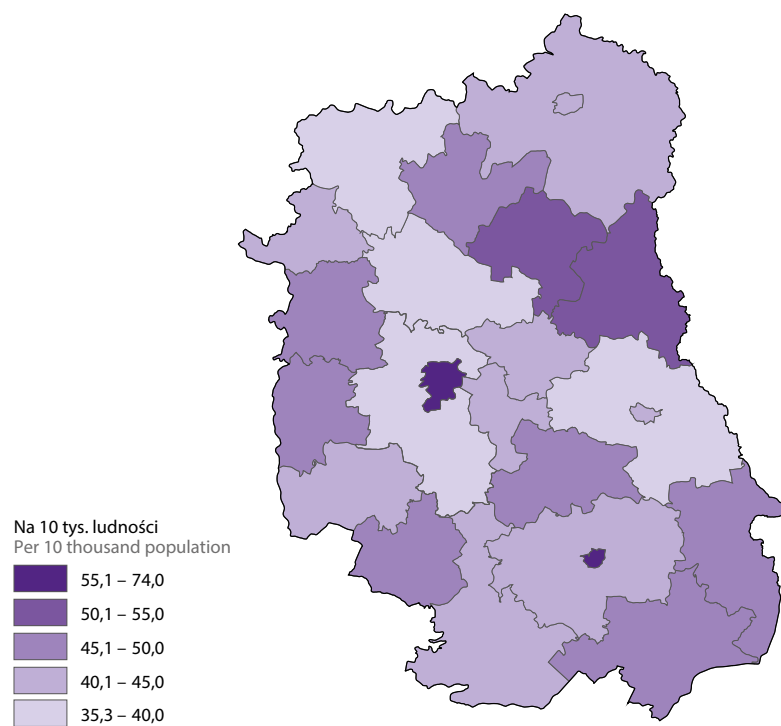 Na 10 tys. ludności
Per 10 thousand population
55,1 – 74,0
50,1 – 55,0
45,1 – 50,0
40,1 – 45,0
35,3 – 40,0